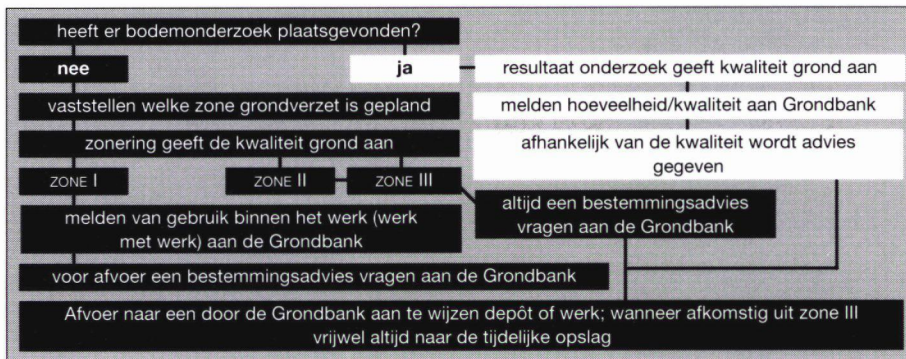 heeft er bodemonderzoek plaatsgevonden?
nee
ja
resultaat onderzoek geeft kwaliteit grond aan
vaststellen welke zone grondverzet is gepland
melden hoeveelheid/kwaliteit aan Grondbank
zonering geeft de kwaliteit grond aan
afhankelijk van de kwaliteit wordt advies
gegeven
ZONE I
ZONE II
ZONE III
altijd een bestemmingsadvies
vragen aan de Grondbank
melden van gebruik binnen het werk (werk
met werk) aan de Grondbank
voor afvoer een bestemmingsadvies vragen aan de Grondbank
Afvoer naar een door de Grondbank aan te wijzen depôt of werk; wanneer afkomstig uit zone III
vrijwel altijd naar de tijdelijke opslag